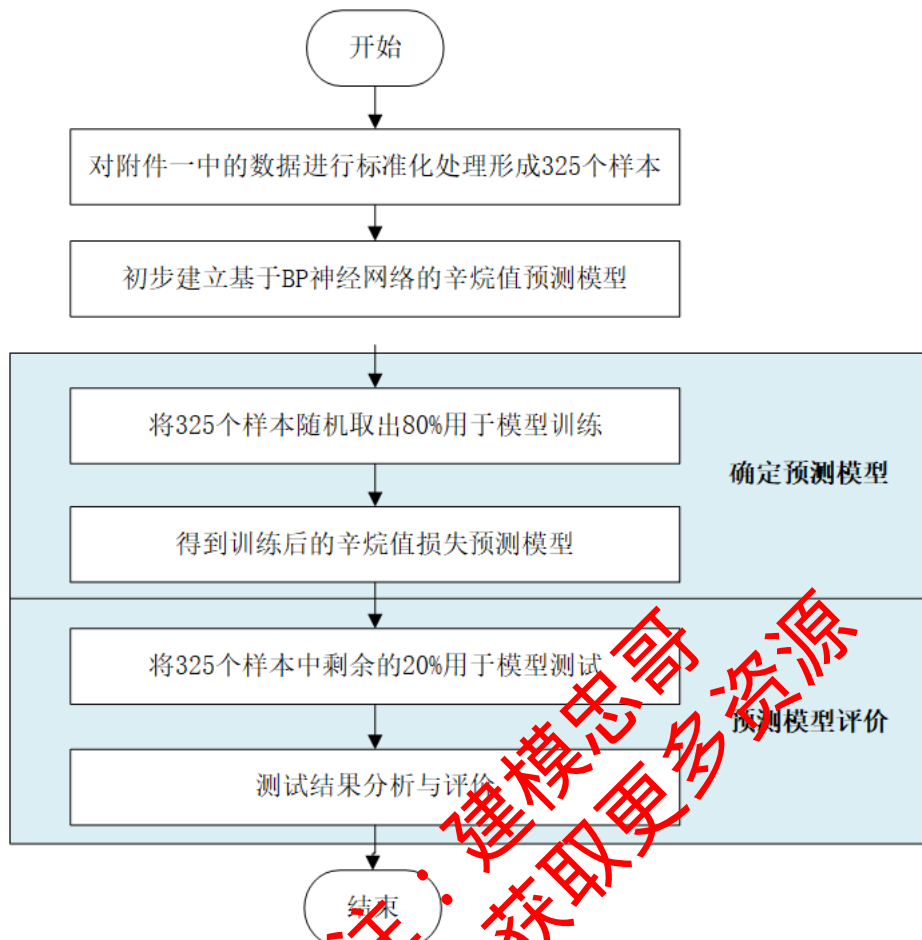 开始
对附件一中的数据进行标准化处理形成325个样本
初步建立基于BP神经网络的辛烷值预测模型
将325个样本随机取出80%用于模型训练
确定预测模型
得到训练后的辛烷值损失预测模型
将325个样本中剩余的20%用于模型测试
预测模型评价
测试结果分析与评价
结束
注：建模忠哥
获取更多资源